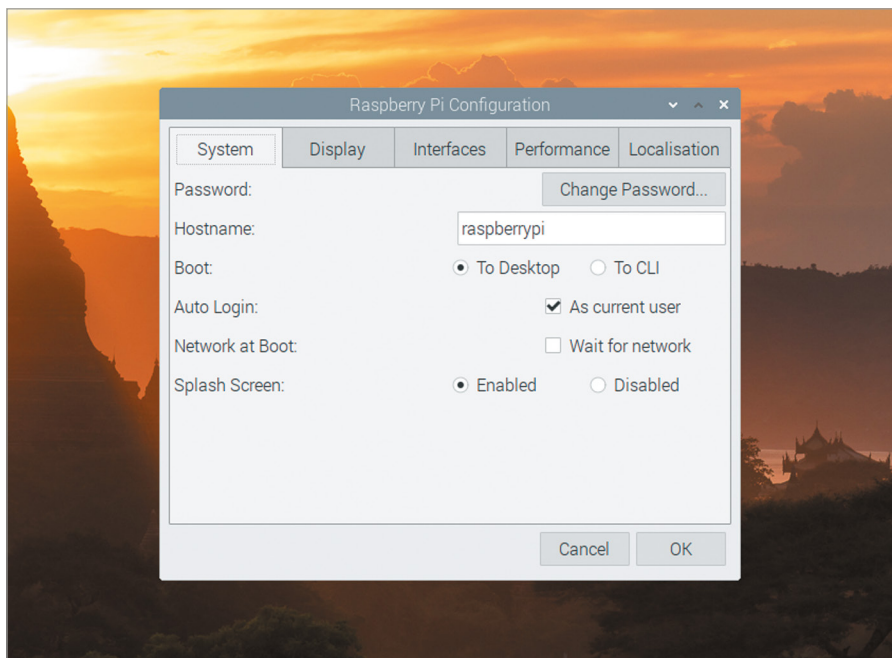 Raspberry Pi Configuration
System Display Interfaces Performance Localisation
Password: Change Password...
Hostname: raspberrypi
Boot: To Desktop To CLI
Auto Login: As current user
Network at Boot: Wait for network
Splash Screen: Enabled Disabled
Cancel OK